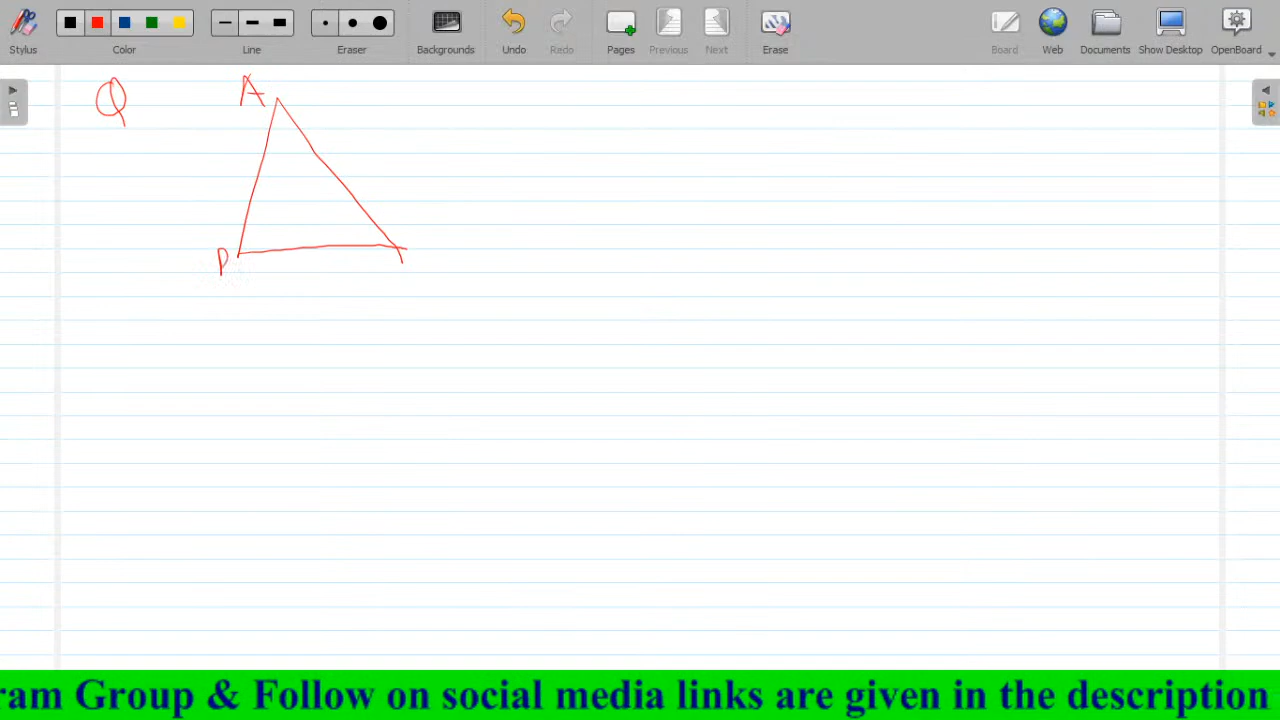 Stylus
Color
Line
Eraser
Backgrounds
Undo
Redo
Pages
Previous
Next
Erase
Board
Web
Documents
Show Desktop
OpenBoard
Q
A
P
ram Group & Follow on social media links are given in the description